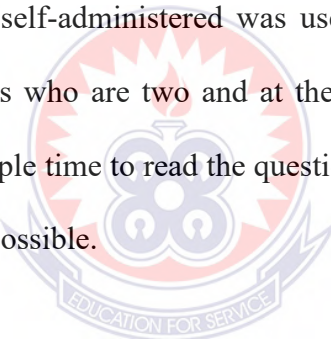 self-administered was use
s who are two and at the
ple time to read the questi
ossible.
EDUCATION FOR SERVICE